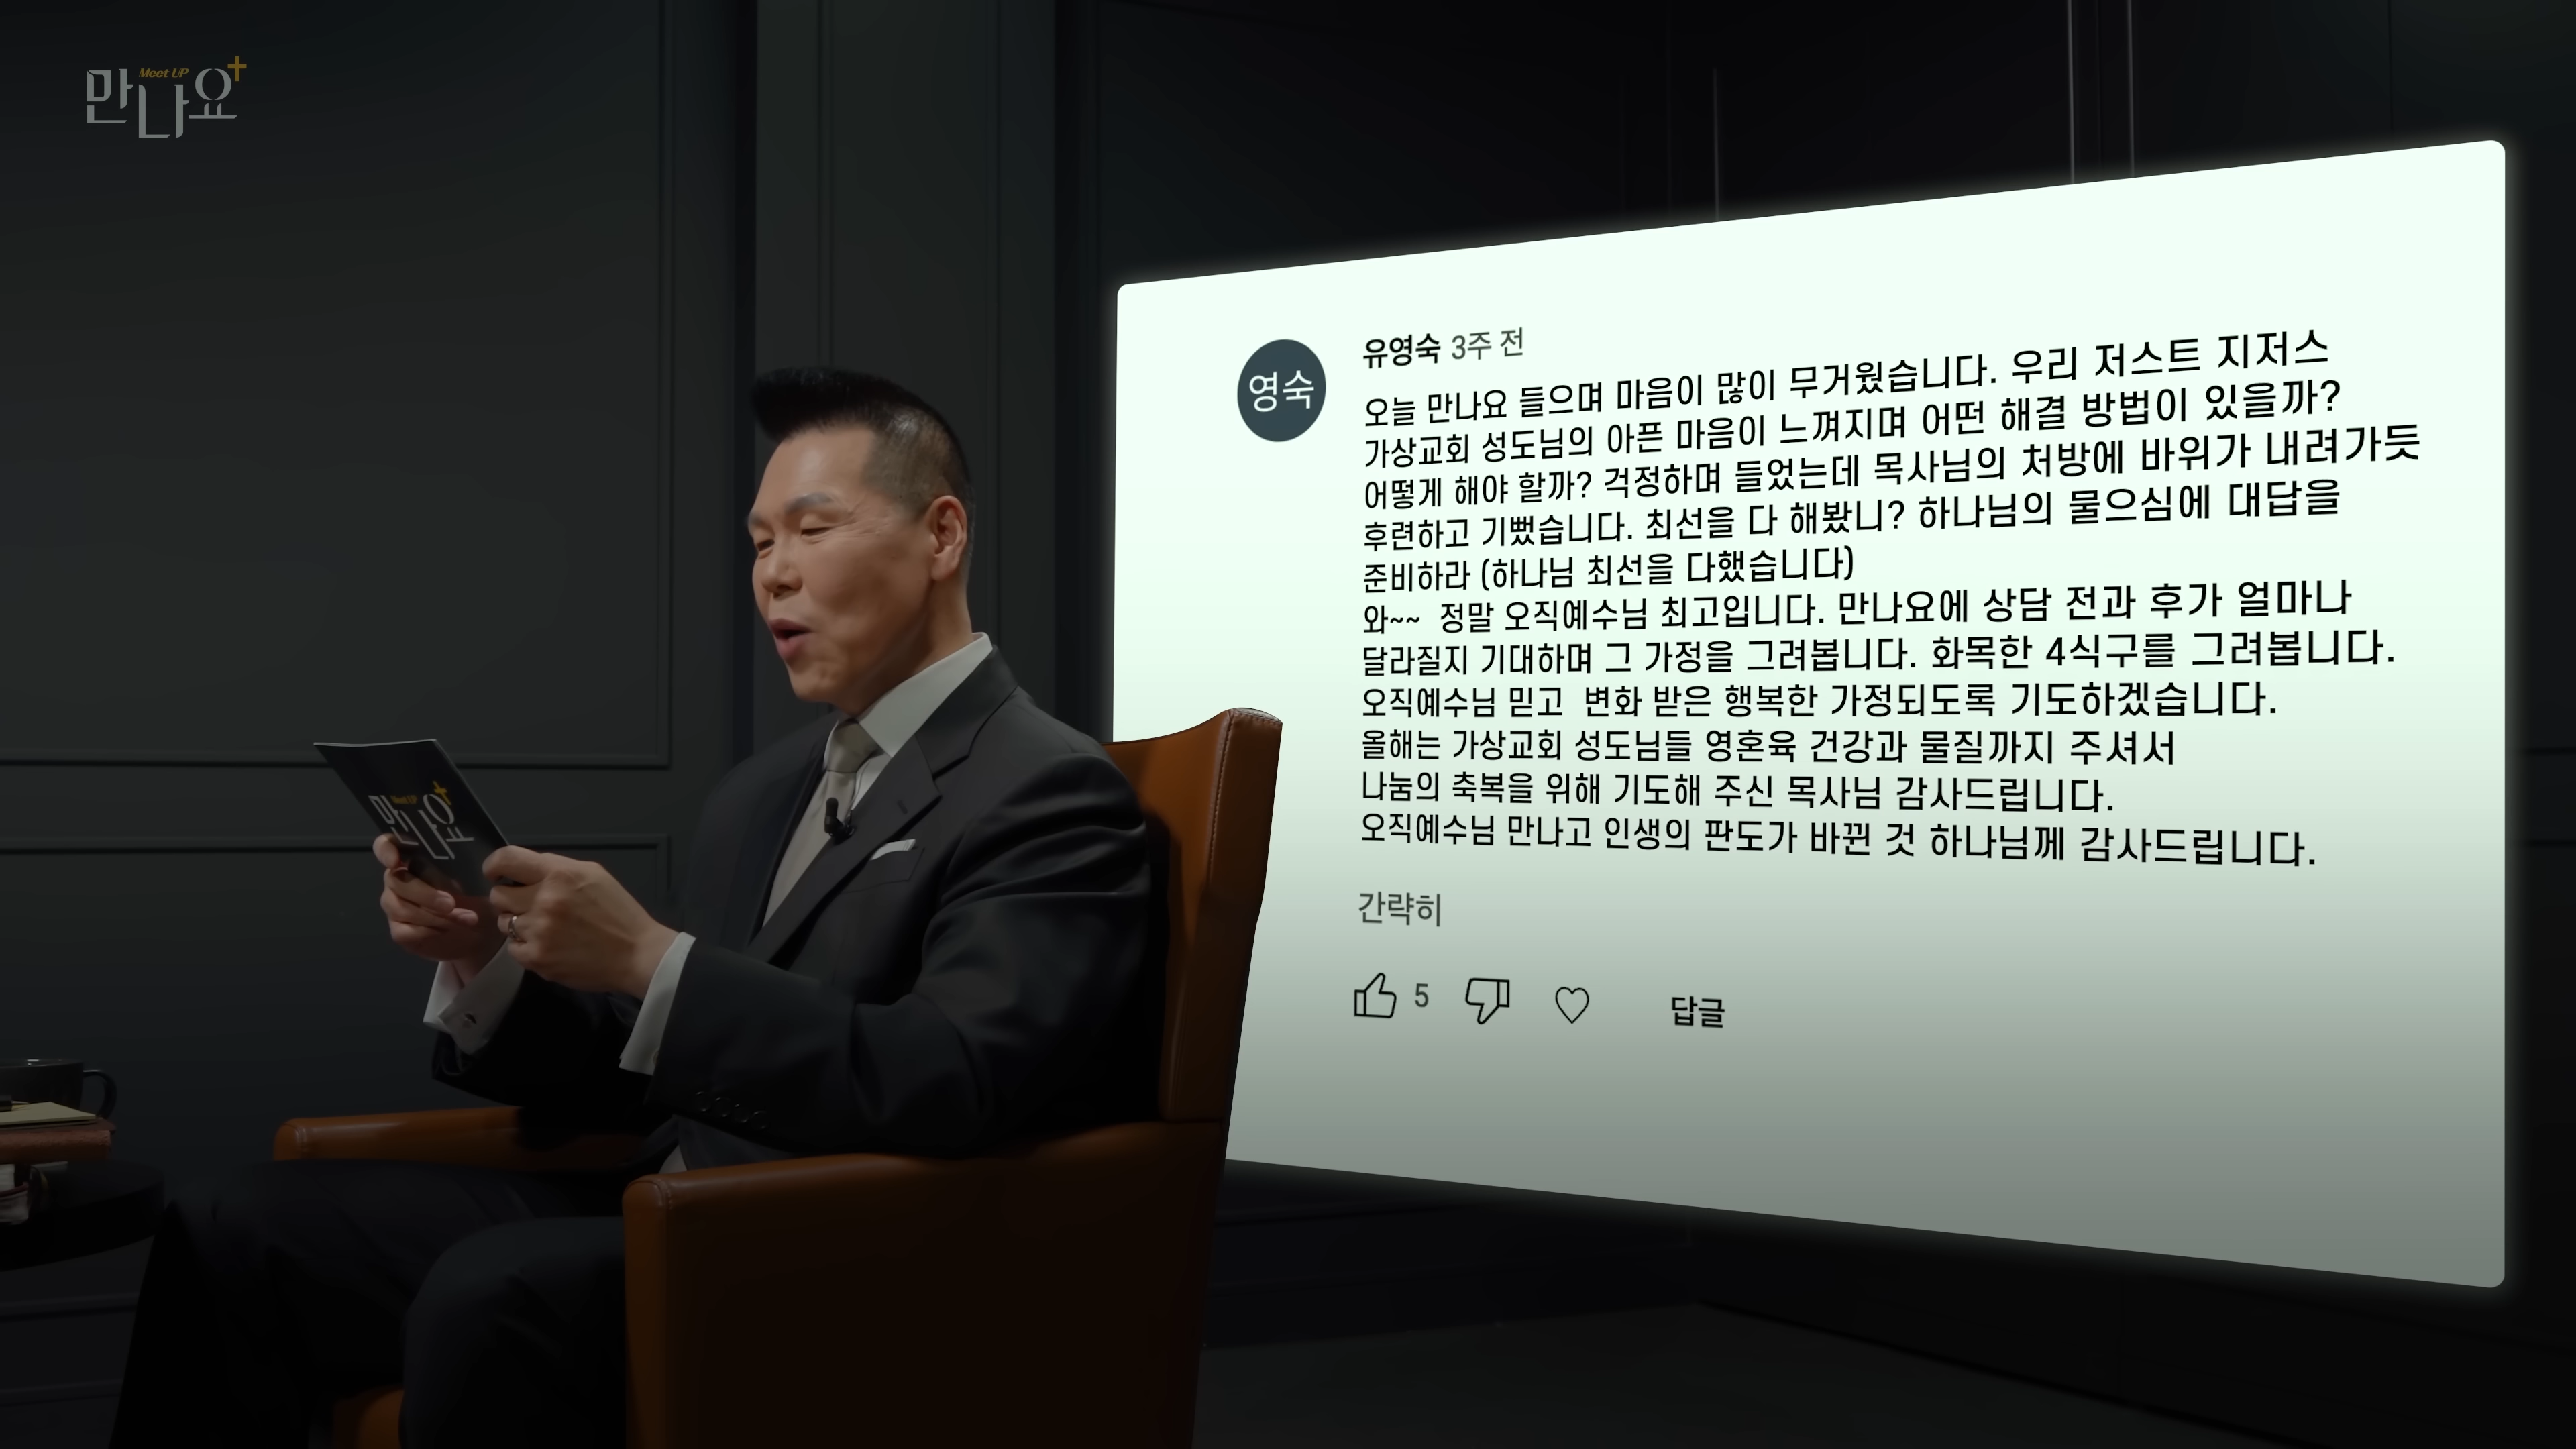 만나요
Meet UP
유영숙 3주 전
영숙
오늘 만나요 들으며 마음이 많이 무거웠습니다. 우리 저스트 지저스
가상교회 성도님의 아픈 마음이 느껴지며 어떤 해결 방법이 있을까?
어떻게 해야 할까? 걱정하며 들었는데 목사님의 처방에 바위가 내려가듯
후련하고 기뻤습니다. 최선을 다 해봤니? 하나님의 물으심에 대답을
준비하라 (하나님 최선을 다했습니다)
와~~ 정말 오직예수님 최고입니다. 만나요에 상담 전과 후가 얼마나
달라질지 기대하며 그 가정을 그려봅니다. 화목한 4식구를 그려봅니다.
오직예수님 믿고 변화 받은 행복한 가정되도록 기도하겠습니다.
올해는 가상교회 성도님들 영혼육 건강과 물질까지 주셔서
나눔의 축복을 위해 기도해 주신 목사님 감사드립니다.
오직예수님 만나고 인생의 판도가 바뀐 것 하나님께 감사드립니다.
간략히
5
답글
Meet UP
만나요